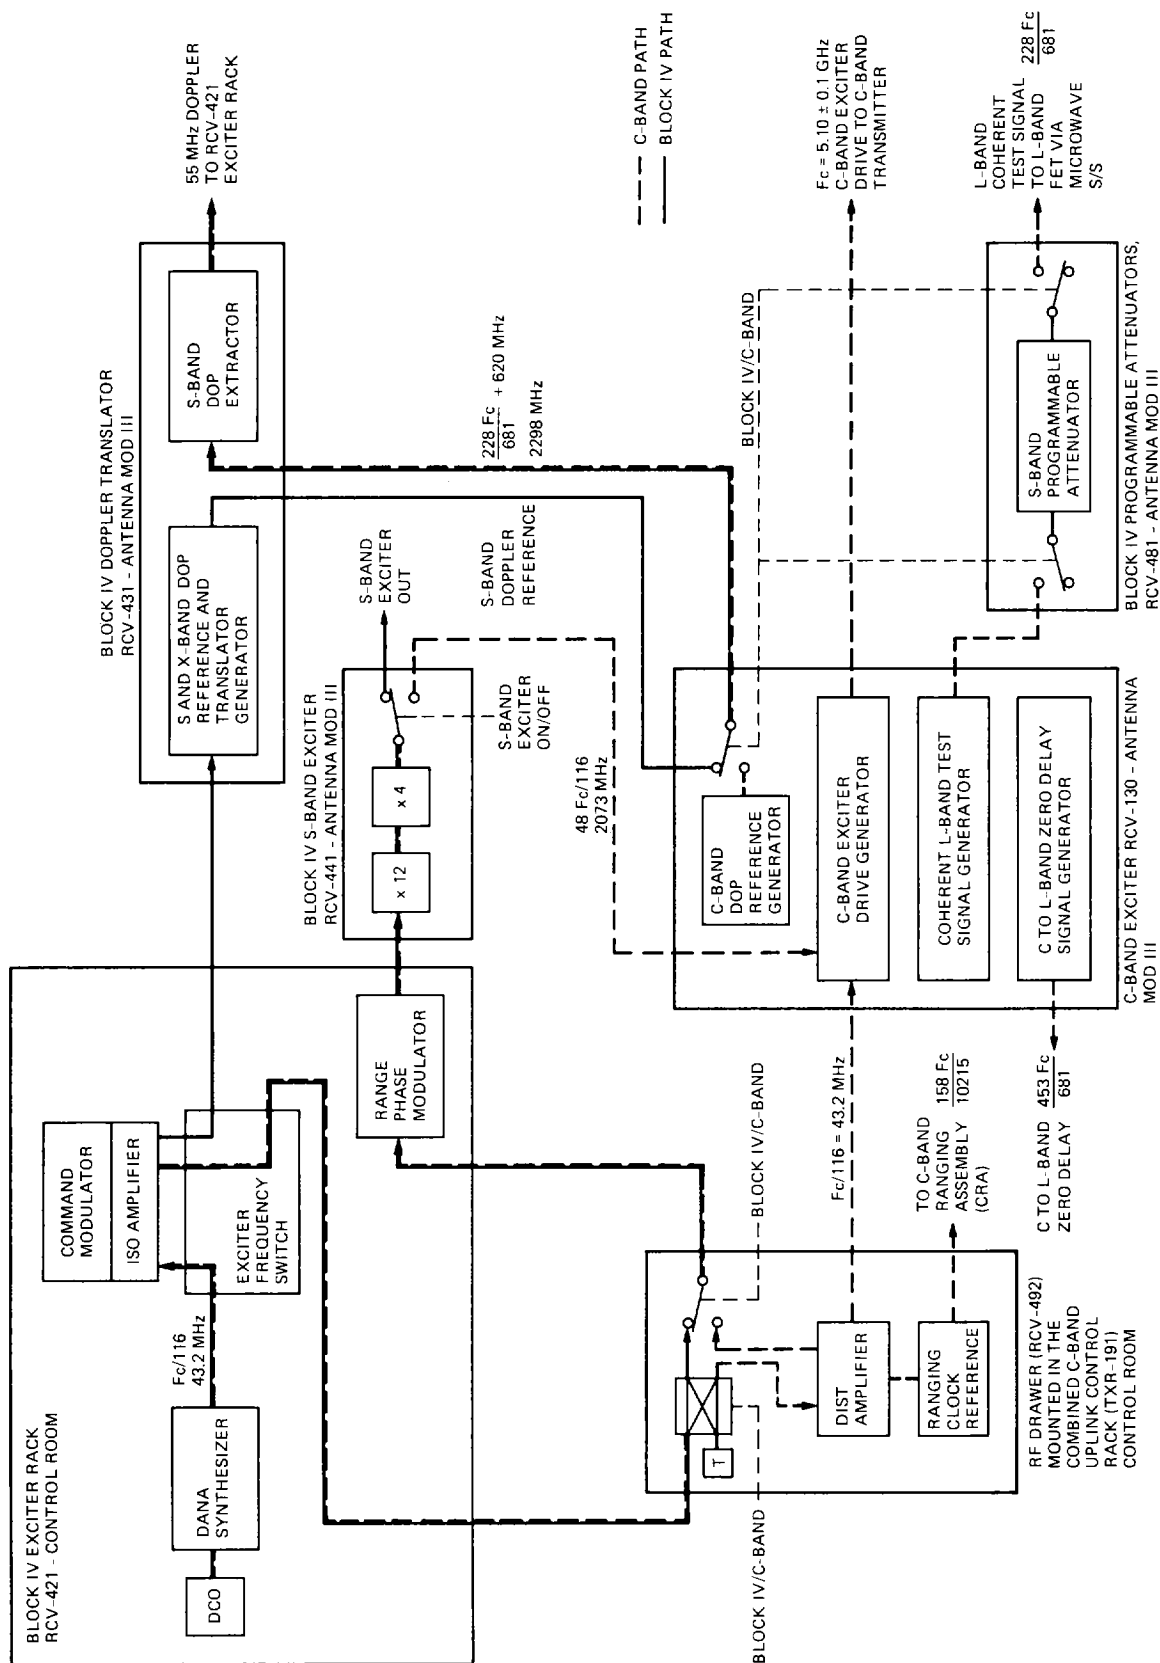 BLOCK IV EXCITER RACK
RCV-421 - CONTROL ROOM
DCO
DANA
SYNTHESIZER
Fc/116
43.2 MHz
COMMAND
MODULATOR
ISO AMPLIFIER
EXCITER
FREQUENCY
SWITCH
RANGE
PHASE
MODULATOR
BLOCK IV DOPPLER TRANSLATOR
RCV-431 - ANTENNA MOD III
S AND X-BAND DOP
REFERENCE AND
TRANSLATOR
GENERATOR
S-BAND
DOP
EXTRACTOR
55 MHz DOPPLER
TO RCV-421
EXCITER RACK
BLOCK IV S-BAND EXCITER
RCV-441 - ANTENNA MOD III
x 12
x 4
S-BAND
EXCITER
OUT
S-BAND
EXCITER
ON/OFF
S-BAND
DOPPLER
REFERENCE
228 Fc
681
+ 620 MHz
2298 MHz
C-BAND PATH
BLOCK IV PATH
48 Fc/116
2073 MHz
BLOCK IV/C-BAND
BLOCK IV/C-BAND
BLOCK IV/C-BAND
T
DIST
AMPLIFIER
RANGING
CLOCK
REFERENCE
RF DRAWER (RCV-492)
MOUNTED IN THE
COMBINED C-BAND
UPLINK CONTROL
RACK (TXR-191)
CONTROL ROOM
Fc/116 = 43.2 MHz
TO C-BAND
RANGING
ASSEMBLY
(CRA)
158 Fc
10215
C TO L-BAND
ZERO DELAY
453 Fc
681
C-BAND
DOP
REFERENCE
GENERATOR
C-BAND EXCITER
DRIVE GENERATOR
COHERENT L-BAND TEST
SIGNAL GENERATOR
C TO L-BAND ZERO DELAY
SIGNAL GENERATOR
C-BAND EXCITER RCV-130 - ANTENNA
MOD III
Fc = 5.10 ± 0.1 GHz
C-BAND EXCITER
DRIVE TO C-BAND
TRANSMITTER
S-BAND
PROGRAMMABLE
ATTENUATOR
BLOCK IV PROGRAMMABLE ATTENUATORS,
RCV-481 - ANTENNA MOD III
L-BAND
COHERENT
TEST SIGNAL
TO L-BAND
FET VIA
MICROWAVE
S/S
228 Fc
681